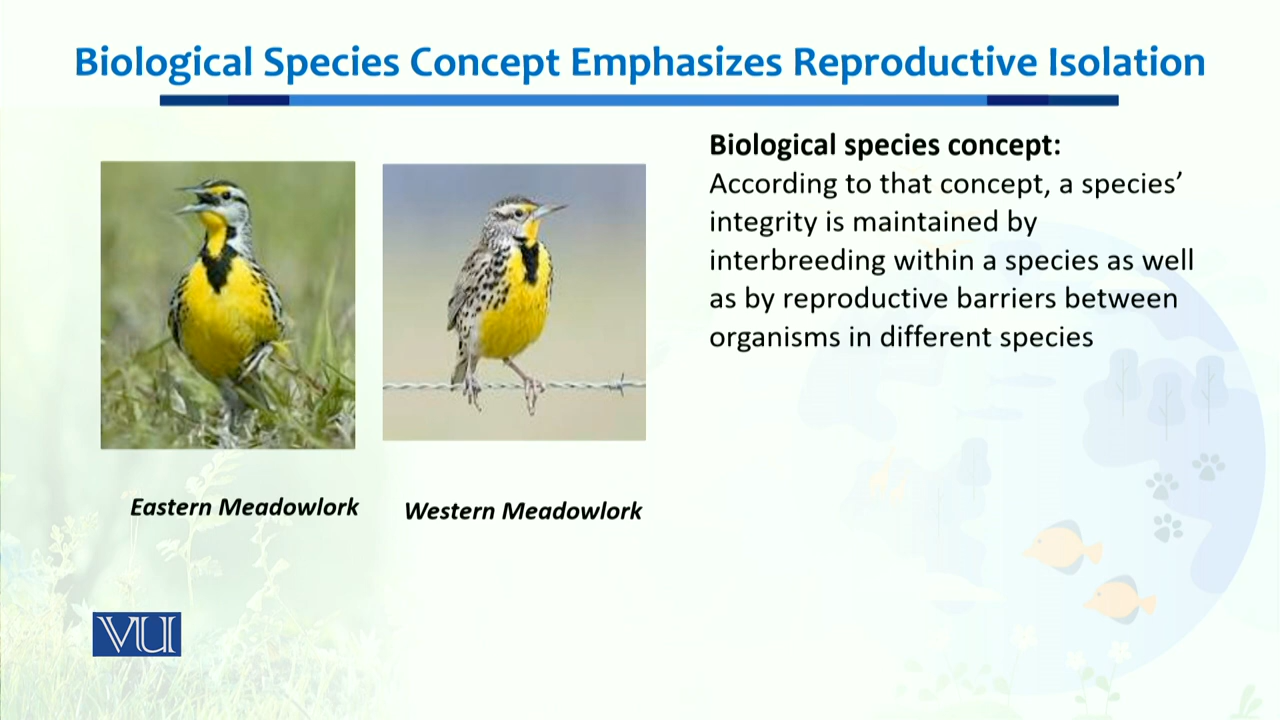 Biological Species Concept Emphasizes Reproductive Isolation
Biological species concept:
According to that concept, a species’
integrity is maintained by
interbreeding within a species as well
as by reproductive barriers between
organisms in different species
Eastern Meadowlork
Western Meadowlork
VU